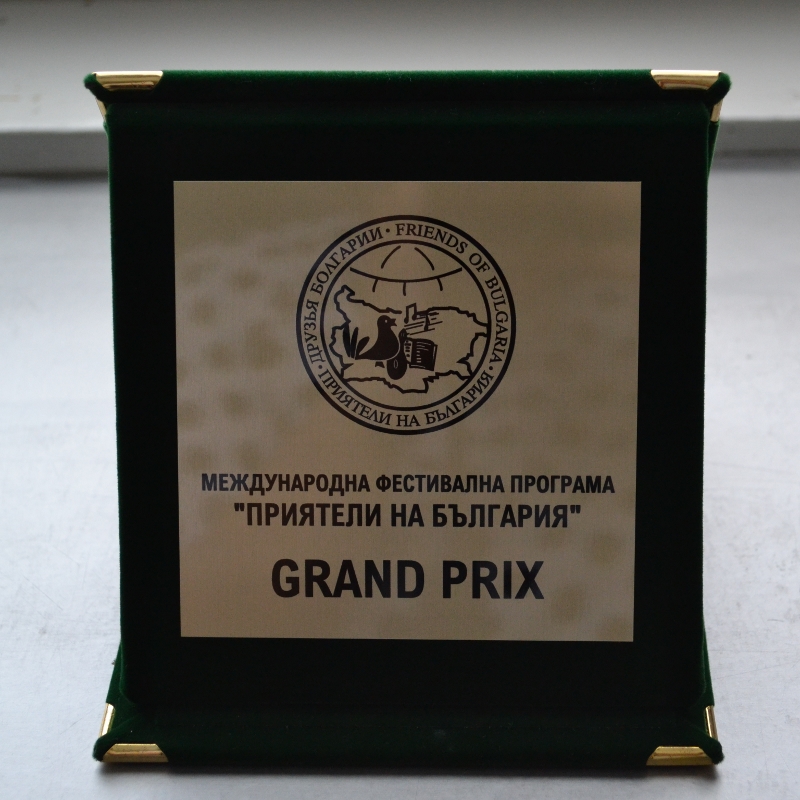 ДРУЗЬЯ БОЛГАРИИ • FRIENDS OF BULGARIA •
ПРИЯТЕЛИ НА БЪЛГАРИЯ •
МЕЖДУНАРОДНА ФЕСТИВАЛНА ПРОГРАМА
"ПРИЯТЕЛИ НА БЪЛГАРИЯ"
GRAND PRIX